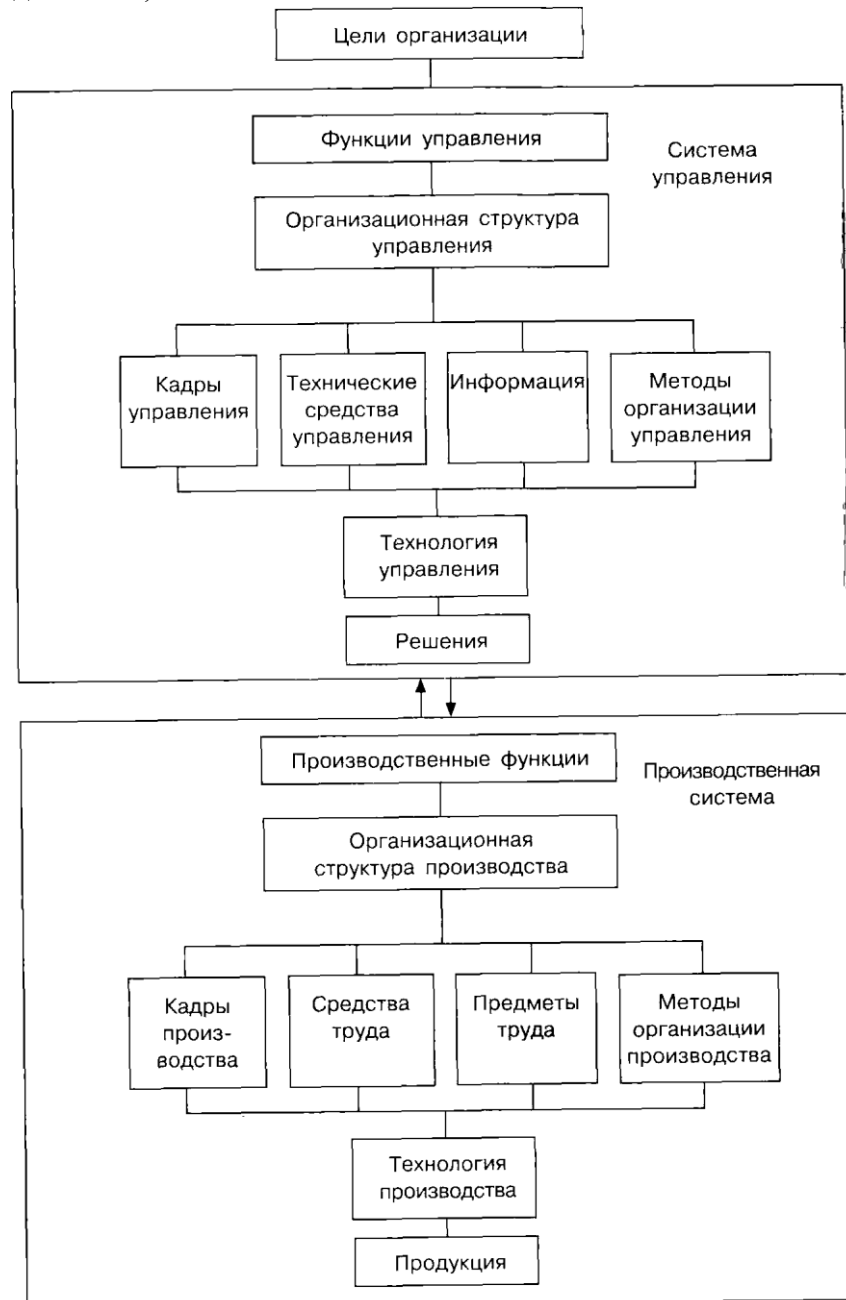 Цели организации
Функции управления
Система
управления
Организационная структура
управления
Кадры
управления
Технические
средства
управления
Информация
Методы
организации
управления
Технология
управления
Решения
Производственные функции
Производственная
система
Организационная
структура производства
Кадры
произ-
водства
Средства
труда
Предметы
труда
Методы
организации
производства
Технология
производства
Продукция